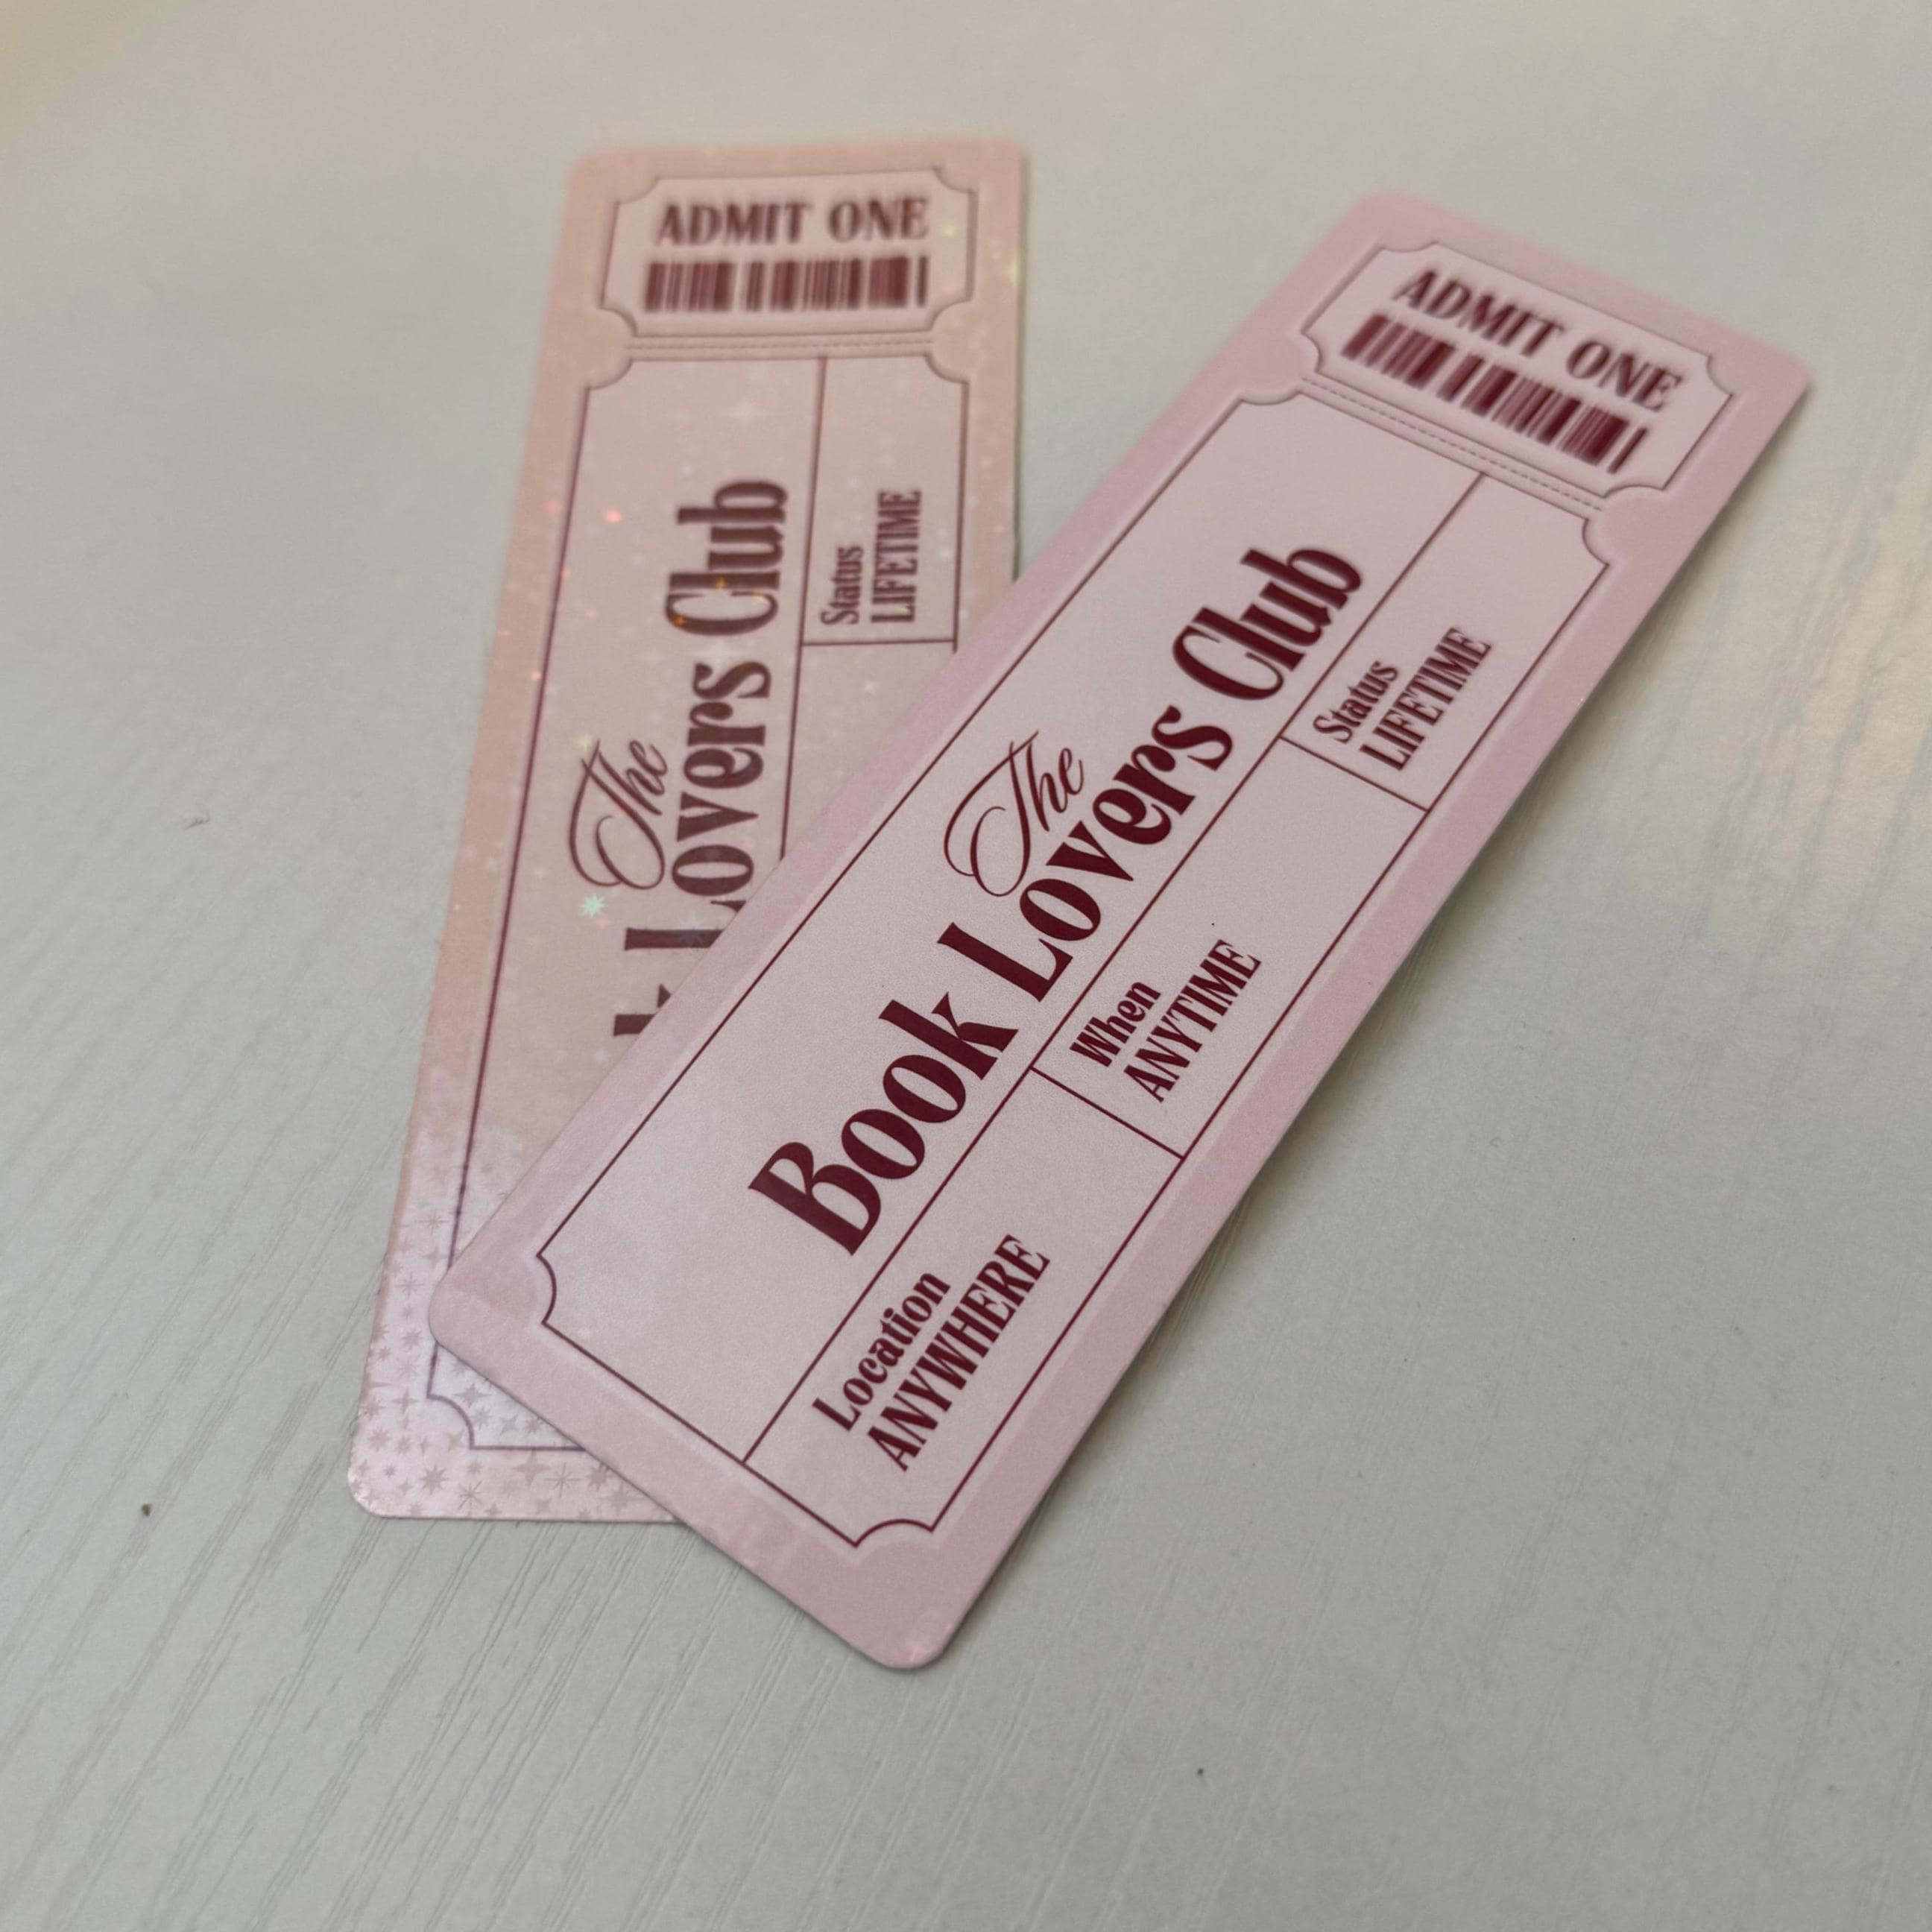 ADMIT ONE
The
Lovers Club
Status
LIFETIME
ADMIT ONE
The
Book Lovers Club
Location
ANYWHERE
When
ANYTIME
Status
LIFETIME